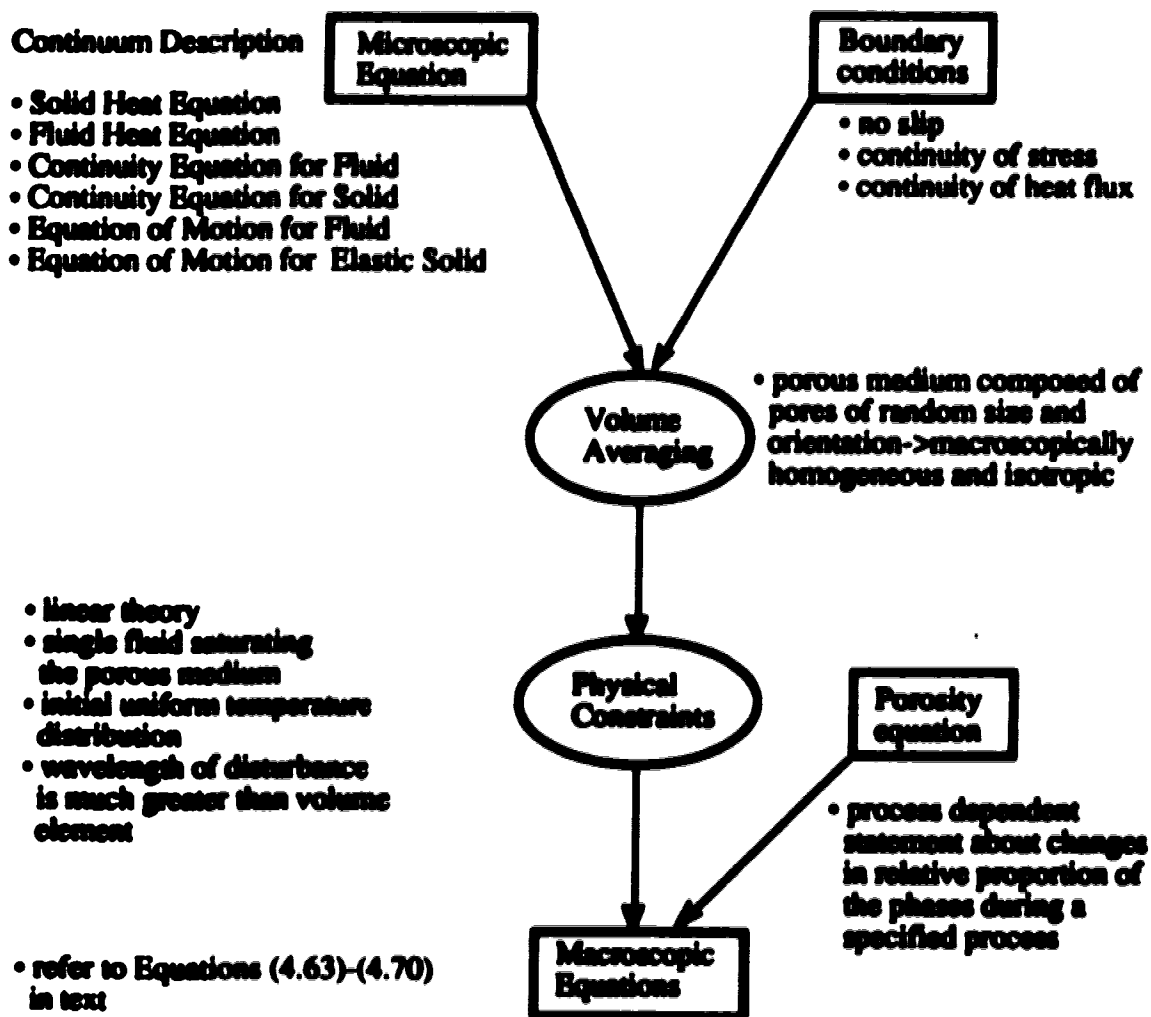 Continuum Description
• Solid Heat Equation
• Fluid Heat Equation
• Continuity Equation for Fluid
• Continuity Equation for Solid
• Equation of Motion for Fluid
• Equation of Motion for Elastic Solid
Microscopic
Equation
Boundary
conditions
• no slip
• continuity of stress
• continuity of heat flux
Volume
Averaging
• porous medium composed of
pores of random size and
orientation->macroscopically
homogeneous and isotropic
• linear theory
• single fluid saturating
the porous medium
• initial uniform temperature
distribution
• wavelength of disturbance
is much greater than volume
element
Physical
Constraints
Porosity
equation
• process dependent
statement about changes
in relative proportion of
the phases during a
specified process
• refer to Equations (4.63)-(4.70)
in text
Macroscopic
Equations